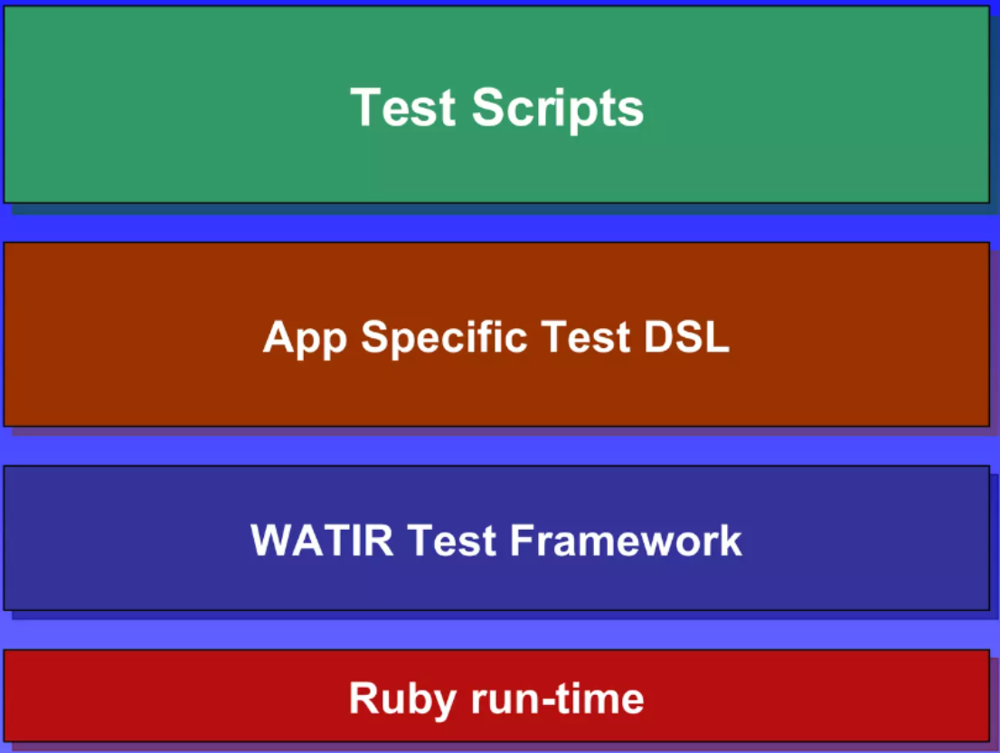 Test Scripts
App Specific Test DSL
WATIR Test Framework
Ruby run-time